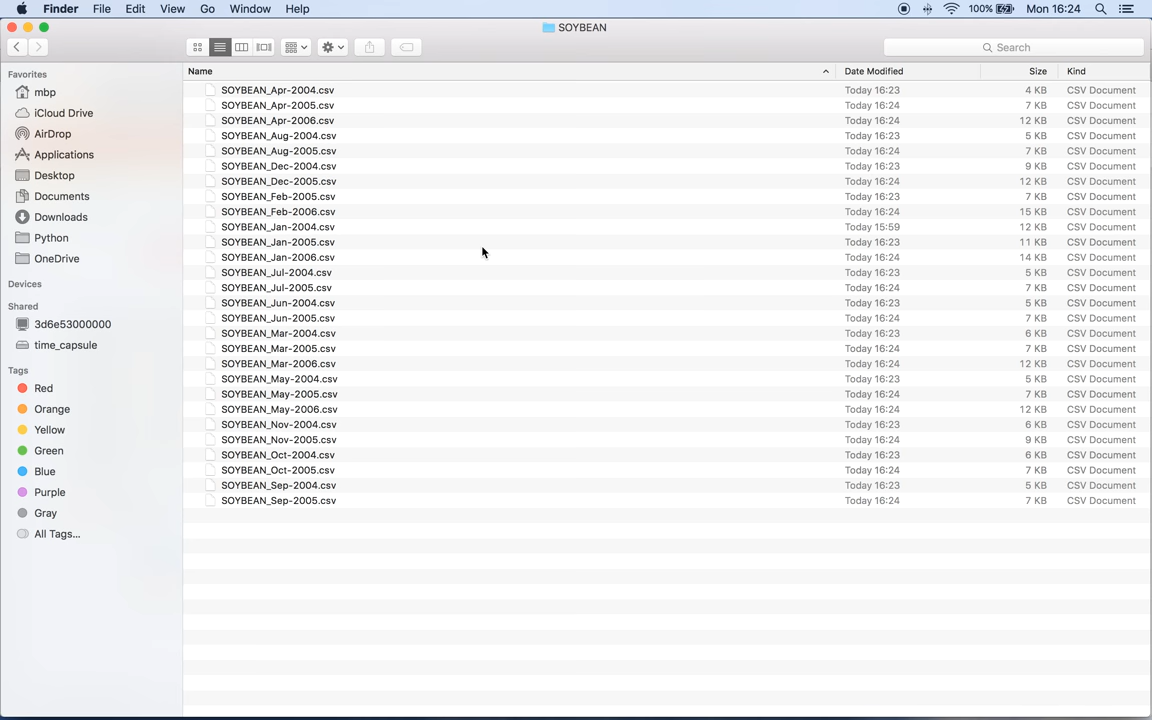 Finder File Edit View Go Window Help 100% Mon 16:24
SOYBEAN
Search
Favorites
mbp
iCloud Drive
AirDrop
Applications
Desktop
Documents
Downloads
Python
OneDrive
Devices
Shared
3d6e53000000
time_capsule
Tags
Red
Orange
Yellow
Green
Blue
Purple
Gray
All Tags...
Name Date Modified Size Kind
SOYBEAN_Apr-2004.csv Today 16:23 4 KB CSV Document
SOYBEAN_Apr-2005.csv Today 16:24 7 KB CSV Document
SOYBEAN_Apr-2006.csv Today 16:24 12 KB CSV Document
SOYBEAN_Aug-2004.csv Today 16:23 5 KB CSV Document
SOYBEAN_Aug-2005.csv Today 16:24 7 KB CSV Document
SOYBEAN_Dec-2004.csv Today 16:23 9 KB CSV Document
SOYBEAN_Dec-2005.csv Today 16:24 12 KB CSV Document
SOYBEAN_Feb-2005.csv Today 16:23 7 KB CSV Document
SOYBEAN_Feb-2006.csv Today 16:24 15 KB CSV Document
SOYBEAN_Jan-2004.csv Today 15:59 12 KB CSV Document
SOYBEAN_Jan-2005.csv Today 16:23 11 KB CSV Document
SOYBEAN_Jan-2006.csv Today 16:24 14 KB CSV Document
SOYBEAN_Jul-2004.csv Today 16:23 5 KB CSV Document
SOYBEAN_Jul-2005.csv Today 16:24 7 KB CSV Document
SOYBEAN_Jun-2004.csv Today 16:23 5 KB CSV Document
SOYBEAN_Jun-2005.csv Today 16:24 7 KB CSV Document
SOYBEAN_Mar-2004.csv Today 16:23 6 KB CSV Document
SOYBEAN_Mar-2005.csv Today 16:24 7 KB CSV Document
SOYBEAN_Mar-2006.csv Today 16:24 12 KB CSV Document
SOYBEAN_May-2004.csv Today 16:23 5 KB CSV Document
SOYBEAN_May-2005.csv Today 16:24 7 KB CSV Document
SOYBEAN_May-2006.csv Today 16:24 12 KB CSV Document
SOYBEAN_Nov-2004.csv Today 16:23 6 KB CSV Document
SOYBEAN_Nov-2005.csv Today 16:24 9 KB CSV Document
SOYBEAN_Oct-2004.csv Today 16:23 6 KB CSV Document
SOYBEAN_Oct-2005.csv Today 16:24 7 KB CSV Document
SOYBEAN_Sep-2004.csv Today 16:23 5 KB CSV Document
SOYBEAN_Sep-2005.csv Today 16:24 7 KB CSV Document